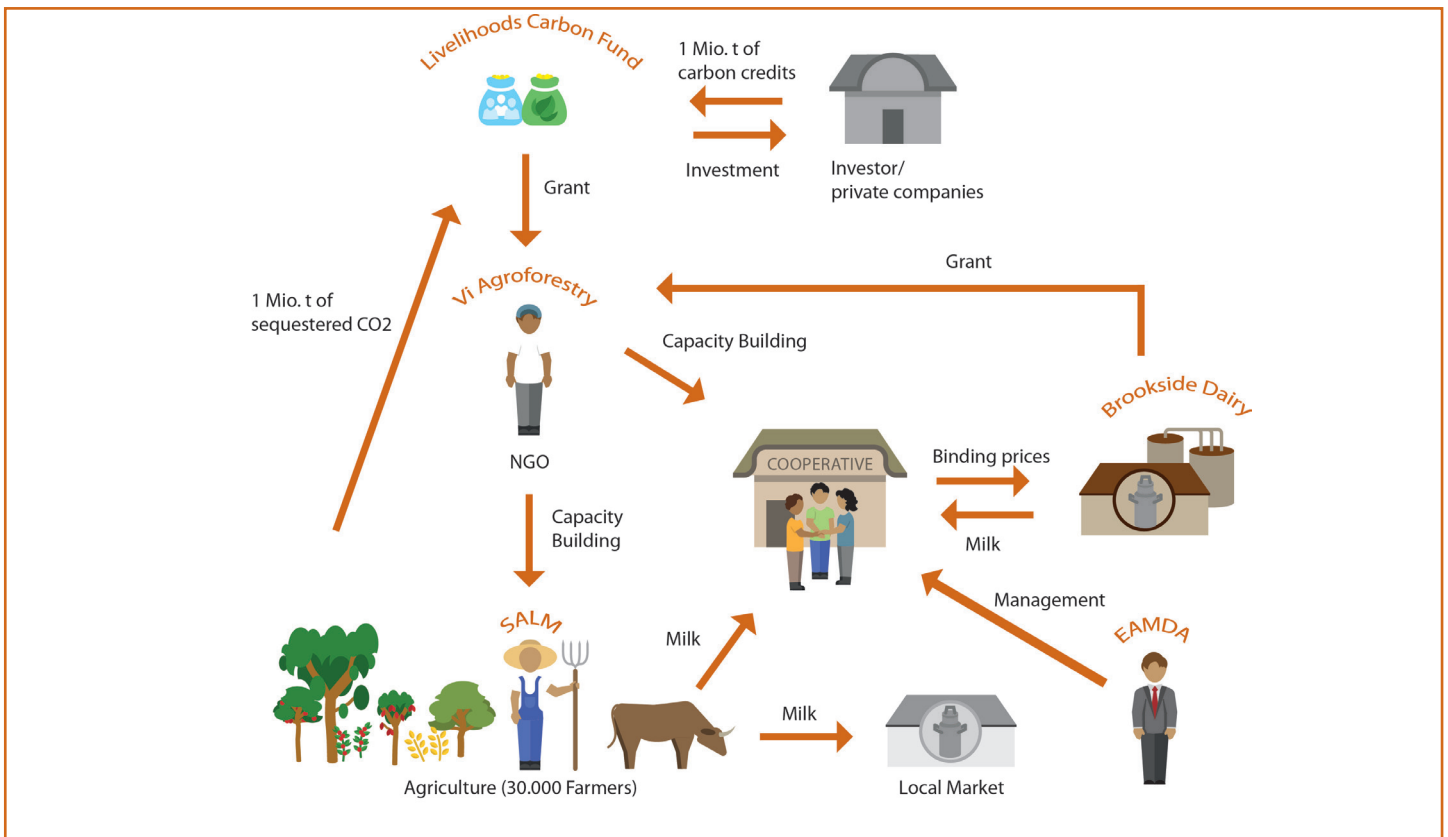 Livelihoods Carbon Fund
1 Mio. t of
carbon credits
Investment
Investor/
private companies
Grant
Grant
1 Mio. t of
sequestered CO2
Vi Agroforestry
NGO
Capacity Building
Brookside Dairy
COOPERATIVE
Binding prices
Milk
Capacity
Building
Management
SALM
Milk
EAMDA
Milk
Agriculture (30.000 Farmers)
Local Market